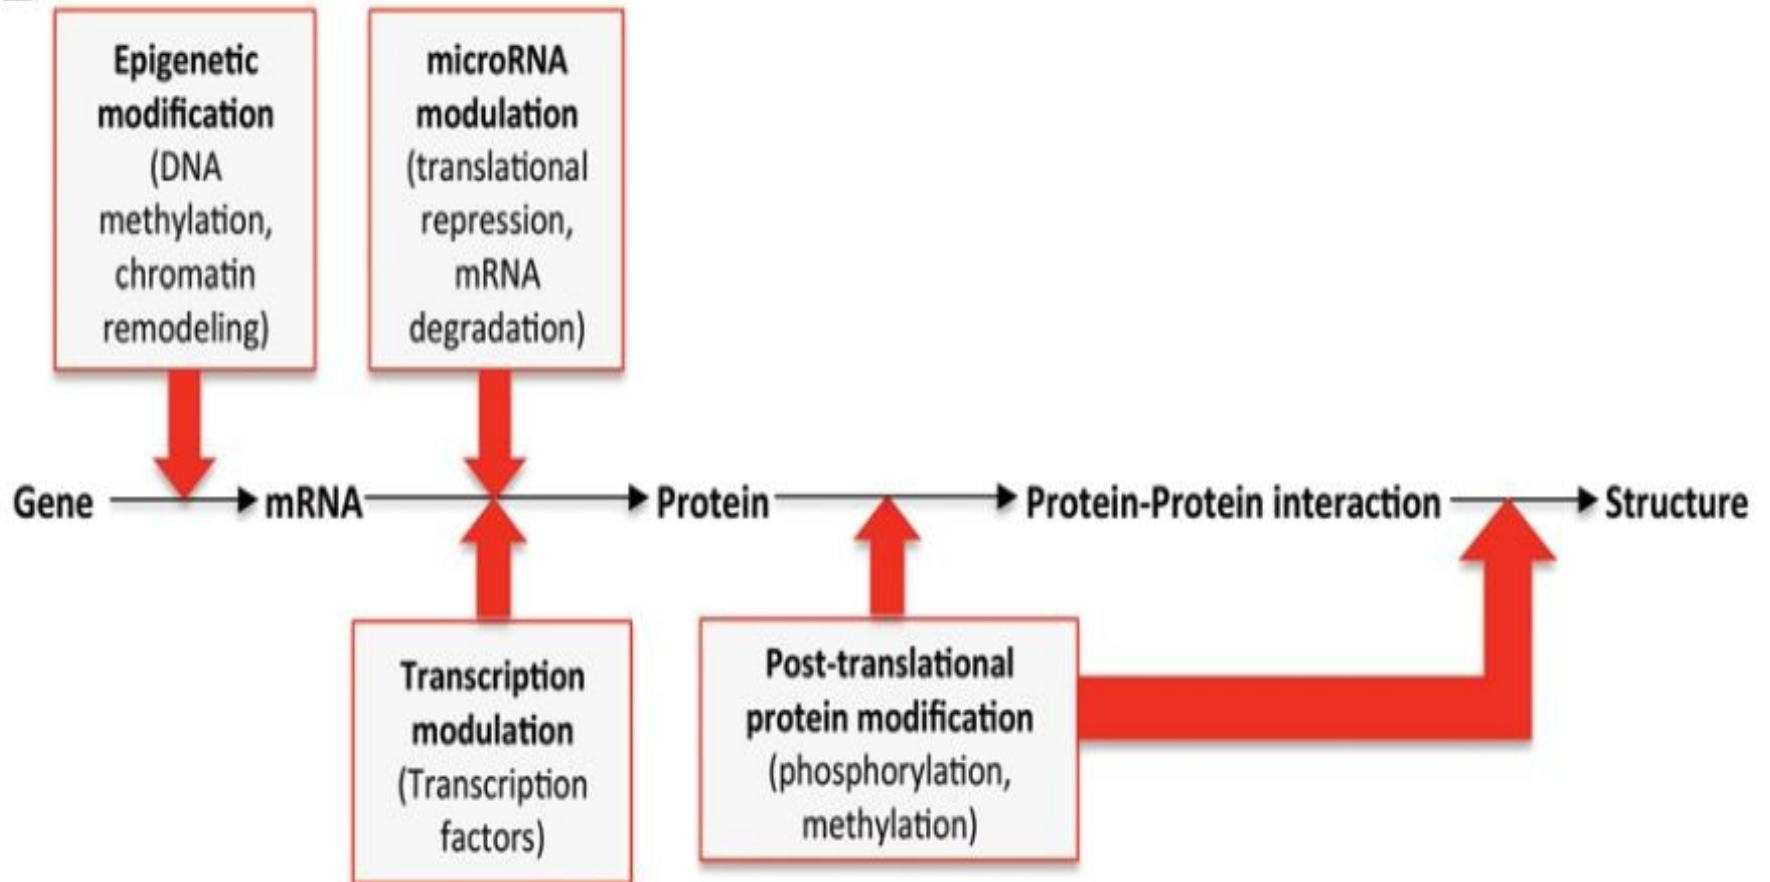 Epigenetic
modification
(DNA
methylation,
chromatin
remodeling)
microRNA
modulation
(translational
repression,
mRNA
degradation)
Gene mRNA Protein Protein-Protein interaction Structure
Transcription
modulation
(Transcription
factors)
Post-translational
protein modification
(phosphorylation,
methylation)